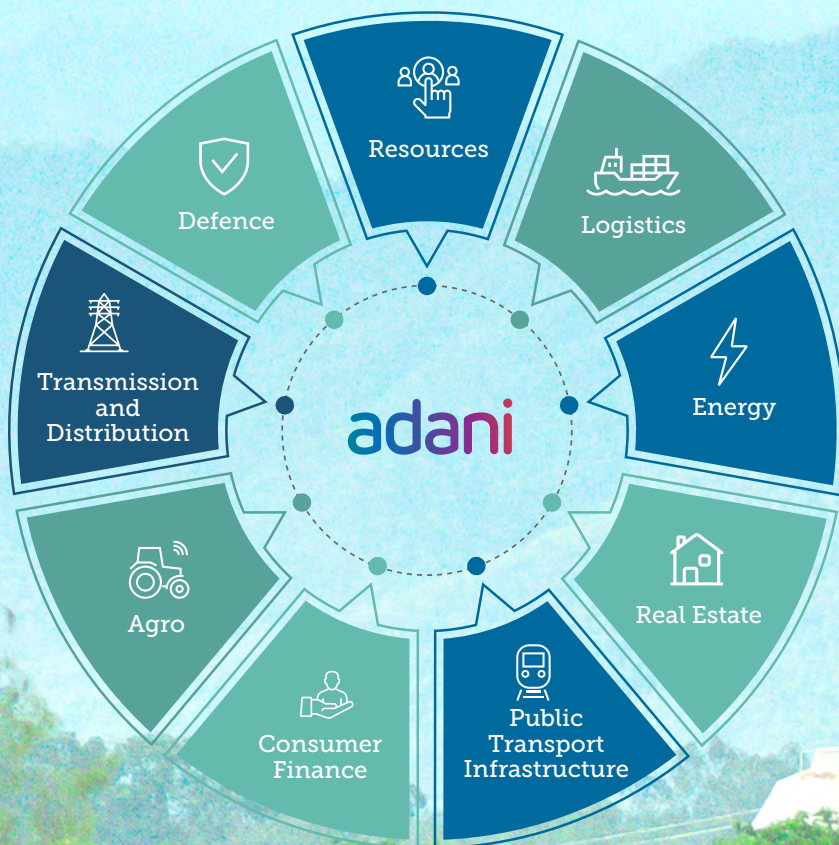 Resources
Logistics
Energy
Real Estate
Public
Transport
Infrastructure
Consumer
Finance
Agro
Transmission
and
Distribution
Defence
adani